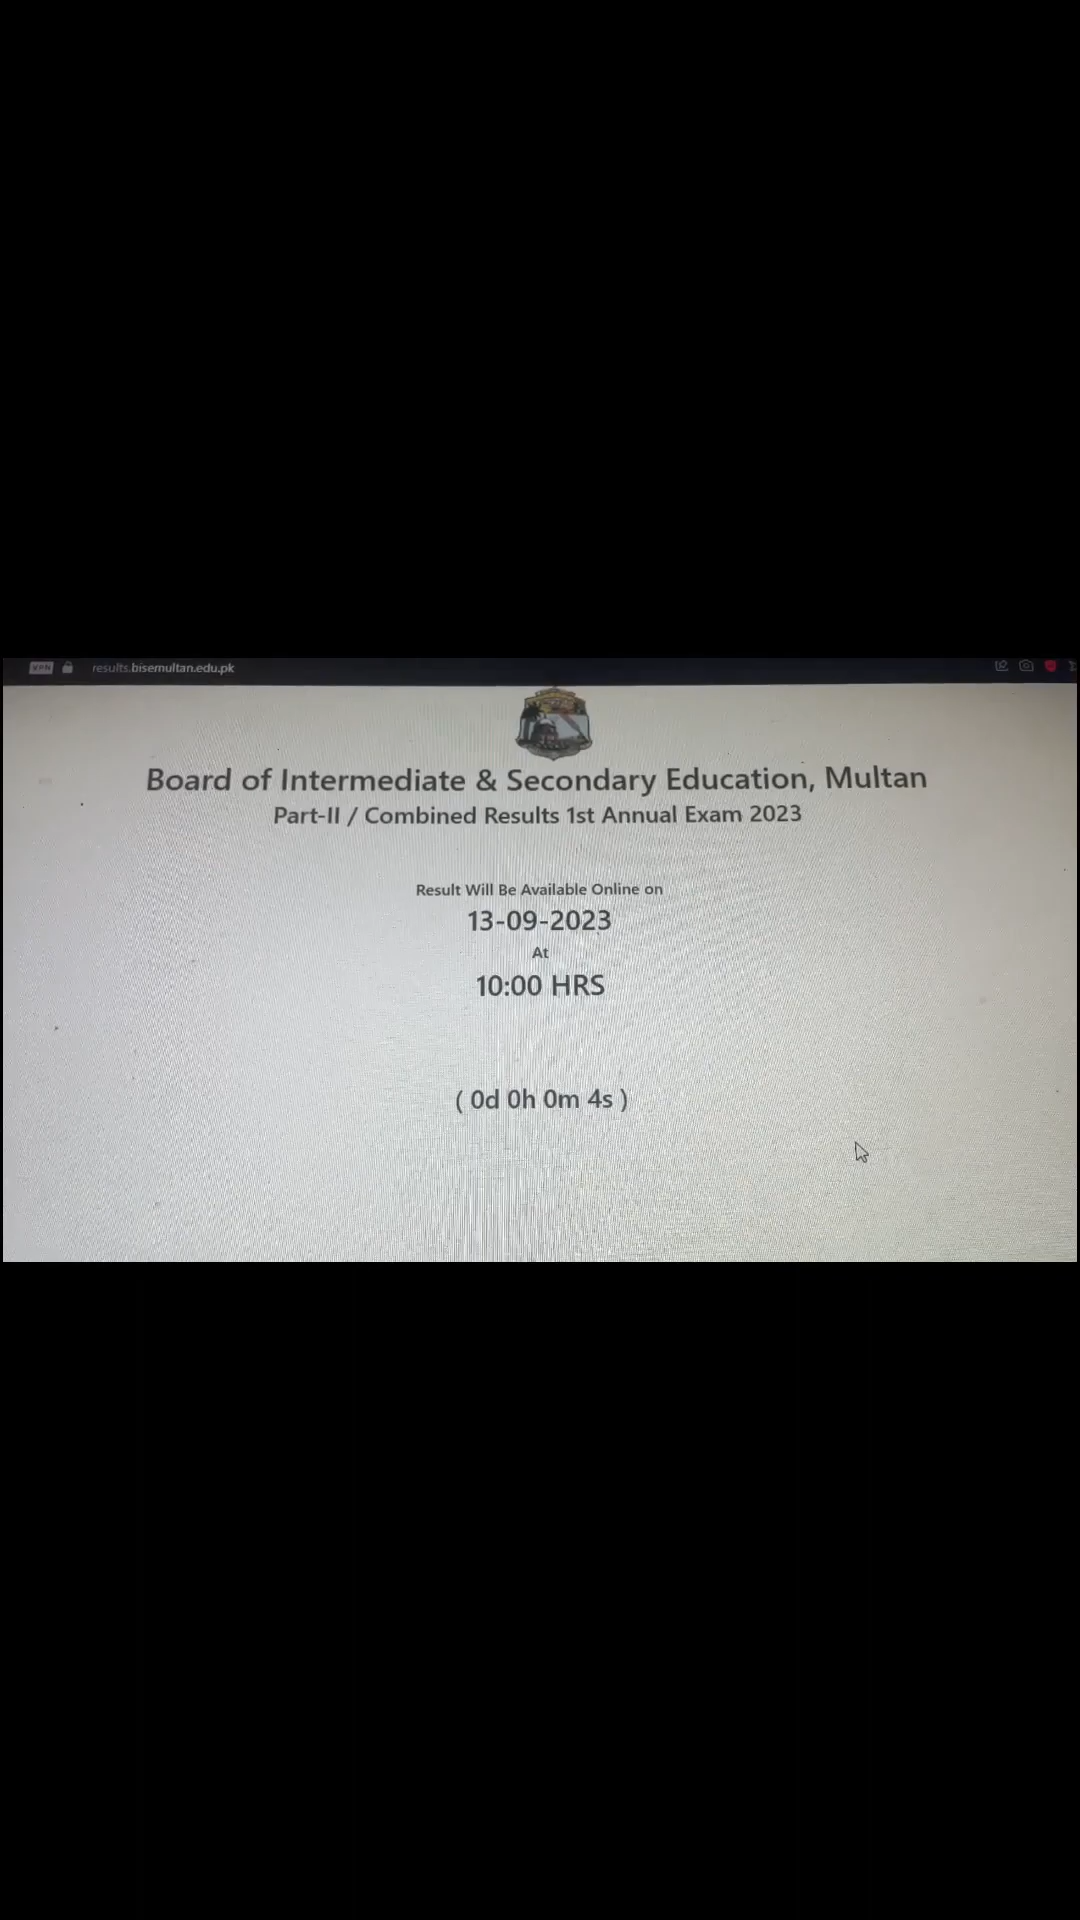 VPN results.bisemultan.edu.pk
Board of Intermediate & Secondary Education, Multan
Part-II / Combined Results 1st Annual Exam 2023
Result Will Be Available Online on
13-09-2023
At
10:00 HRS
( 0d 0h 0m 4s )